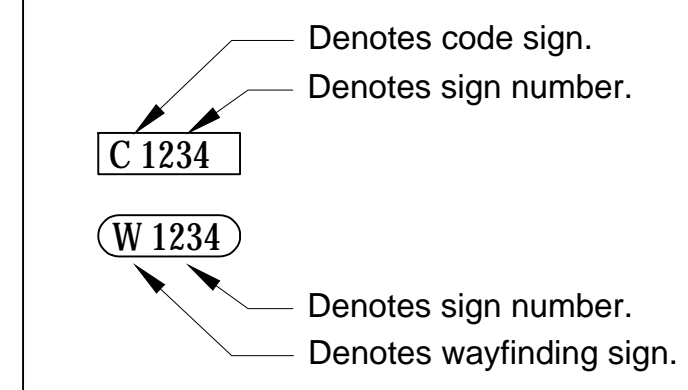 Denotes code sign.
Denotes sign number.
C 1234
W 1234
Denotes sign number.
Denotes wayfinding sign.